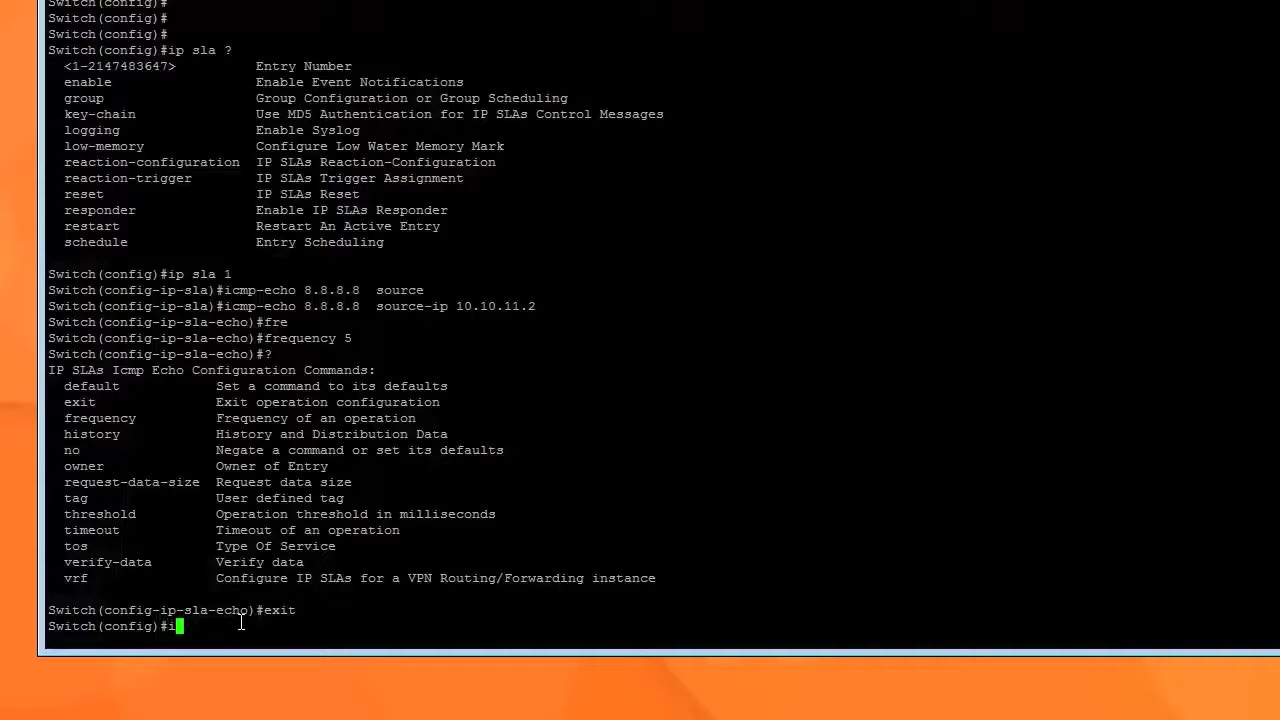 Switch(config)#
Switch(config)#
Switch(config)#
Switch(config)#ip sla ?
<1-2147483647> Entry Number
enable Enable Event Notifications
group Group Configuration or Group Scheduling
key-chain Use MD5 Authentication for IP SLAs Control Messages
logging Enable Syslog
low-memory Configure Low Water Memory Mark
reaction-configuration IP SLAs Reaction-Configuration
reaction-trigger IP SLAs Trigger Assignment
reset IP SLAs Reset
responder Enable IP SLAs Responder
restart Restart An Active Entry
schedule Entry Scheduling
Switch(config)#ip sla 1
Switch(config-ip-sla)#icmp-echo 8.8.8.8  source
Switch(config-ip-sla)#icmp-echo 8.8.8.8  source-ip 10.10.11.2
Switch(config-ip-sla-echo)#fre
Switch(config-ip-sla-echo)#frequency 5
Switch(config-ip-sla-echo)#?
IP SLAs Icmp Echo Configuration Commands:
default Set a command to its defaults
exit Exit operation configuration
frequency Frequency of an operation
history History and Distribution Data
no Negate a command or set its defaults
owner Owner of Entry
request-data-size Request data size
tag User defined tag
threshold Operation threshold in milliseconds
timeout Timeout of an operation
tos Type Of Service
verify-data Verify data
vrf Configure IP SLAs for a VPN Routing/Forwarding instance
Switch(config-ip-sla-echo)#exit
Switch(config)#i